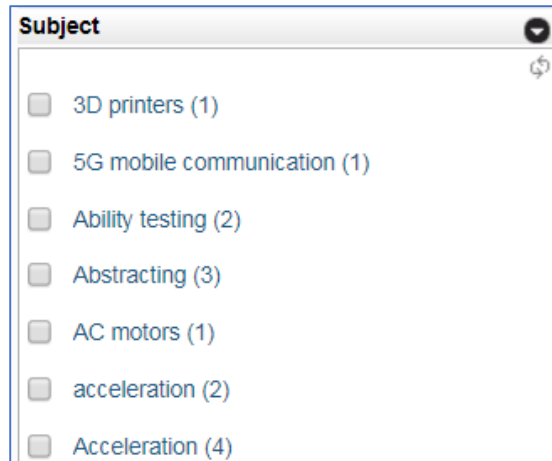 Subject
3D printers (1)
5G mobile communication (1)
Ability testing (2)
Abstracting (3)
AC motors (1)
acceleration (2)
Acceleration (4)